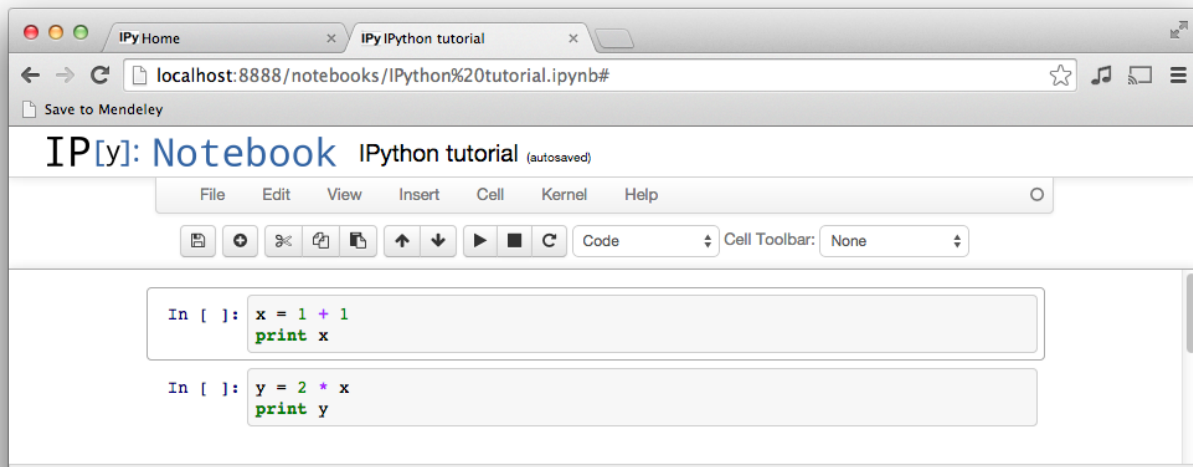 IPy Home
IPy IPython tutorial
localhost:8888/notebooks/IPython%20tutorial.ipynb#
Save to Mendeley
IP[y]: Notebook IPython tutorial (autosaved)
File Edit View Insert Cell Kernel Help
Code Cell Toolbar: None
In [ ]: x = 1 + 1
print x
In [ ]: y = 2 * x
print y